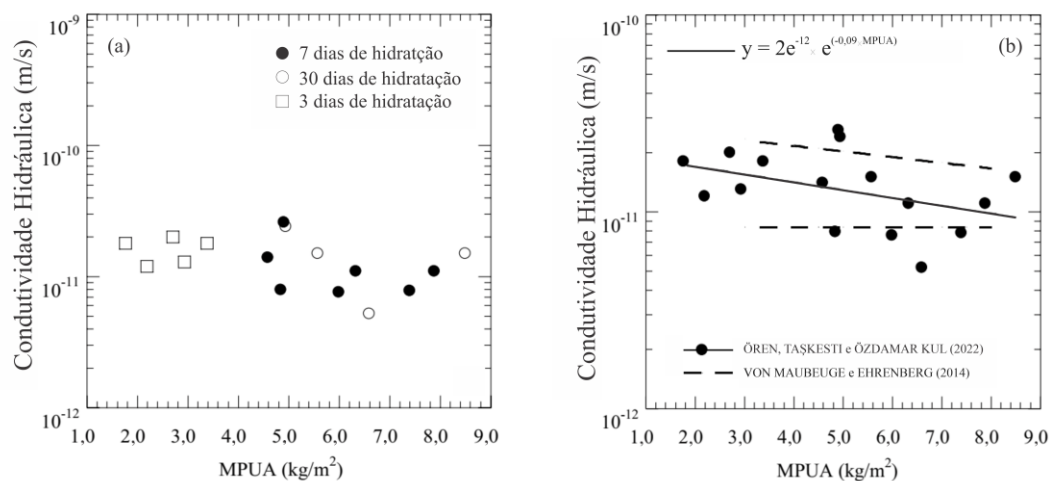 (a)
7 dias de hidratção
30 dias de hidratação
3 dias de hidratação
Condutividade Hidráulica (m/s)
10⁻⁹
10⁻¹⁰
10⁻¹¹
10⁻¹²
1,0 2,0 3,0 4,0 5,0 6,0 7,0 8,0 9,0
MPUA (kg/m²)
(b)
y = 2e⁻¹² × e⁽⁻⁰,⁰⁹ ᴹᴾᵁᴬ⁾
Condutividade Hidráulica (m/s)
10⁻¹⁰
10⁻¹¹
10⁻¹²
ÖREN, TAŞKESTI e ÖZDAMAR KUL (2022)
VON MAUBEUGE e EHRENBERG (2014)
1,0 2,0 3,0 4,0 5,0 6,0 7,0 8,0 9,0
MPUA (kg/m²)